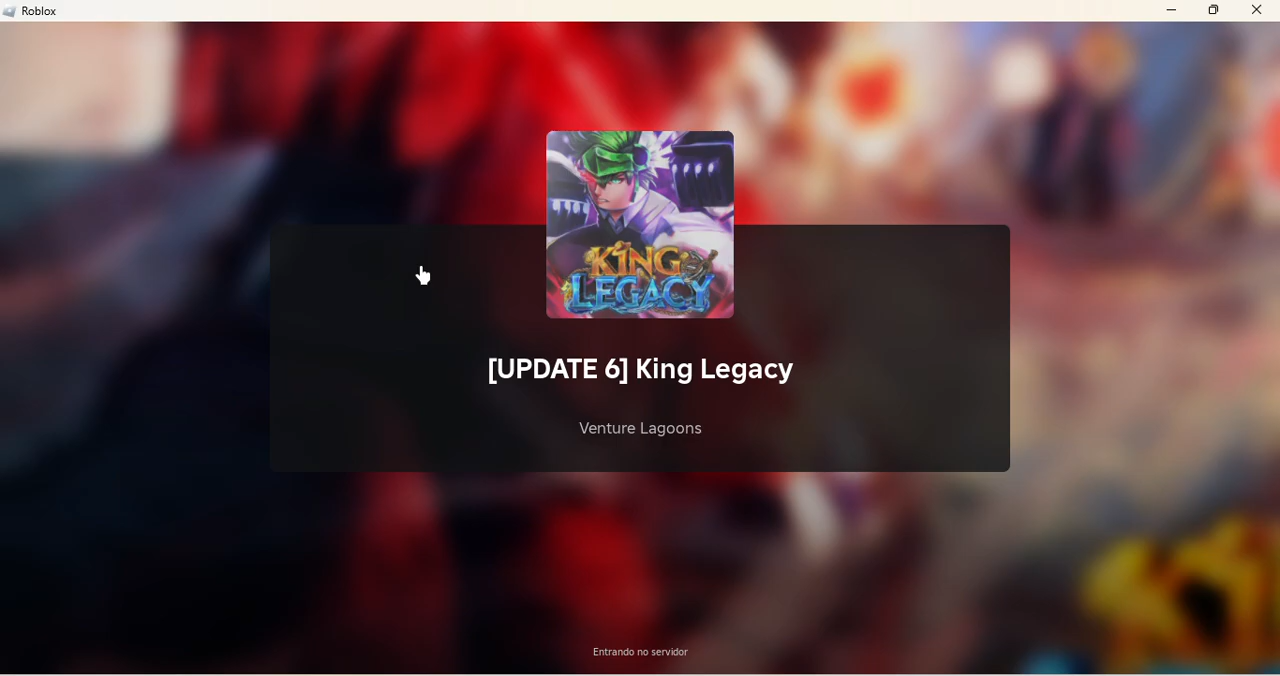 Roblox
KING
LEGACY
[UPDATE 6] King Legacy
Venture Lagoons
Entrando no servidor